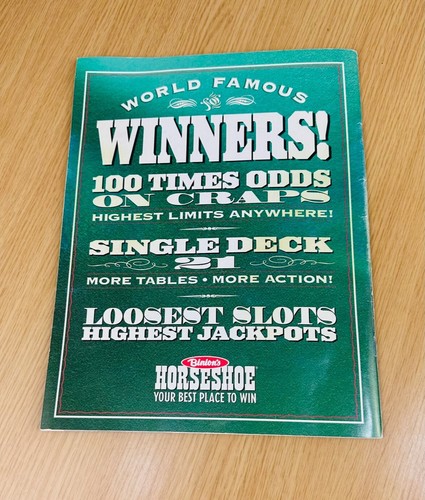 WORLD FAMOUS
for
WINNERS!
100 TIMES ODDS
ON CRAPS
HIGHEST LIMITS ANYWHERE!
SINGLE DECK
21
MORE TABLES • MORE ACTION!
LOOSEST SLOTS
HIGHEST JACKPOTS
Binion's
HORSESHOE
YOUR BEST PLACE TO WIN